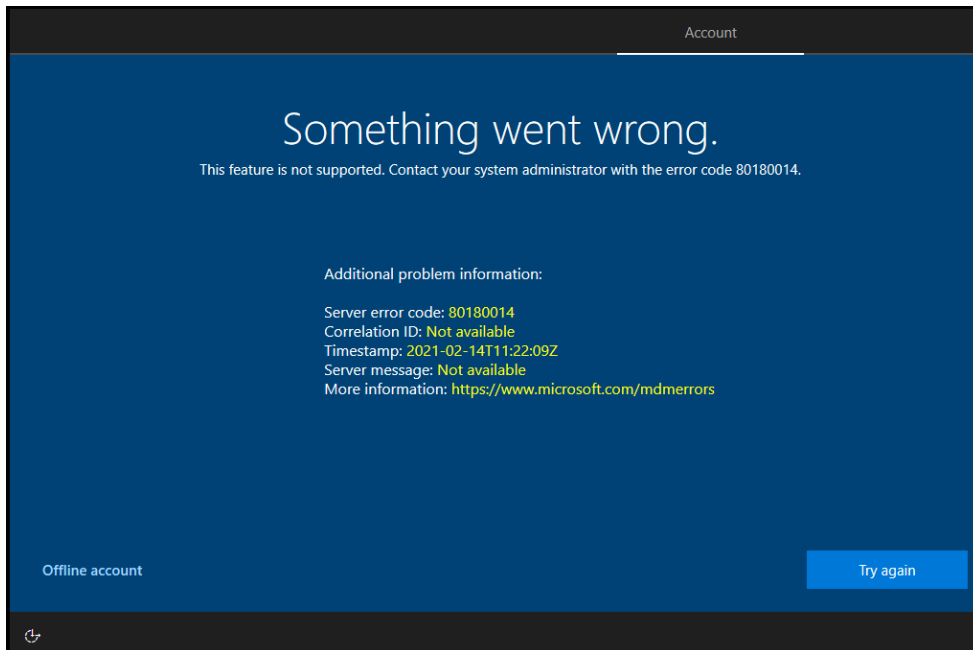 Account
Something went wrong.
This feature is not supported. Contact your system administrator with the error code 80180014.
Additional problem information:
Server error code: 80180014
Correlation ID: Not available
Timestamp: 2021-02-14T11:22:09Z
Server message: Not available
More information: https://www.microsoft.com/mdmerrors
Offline account
Try again